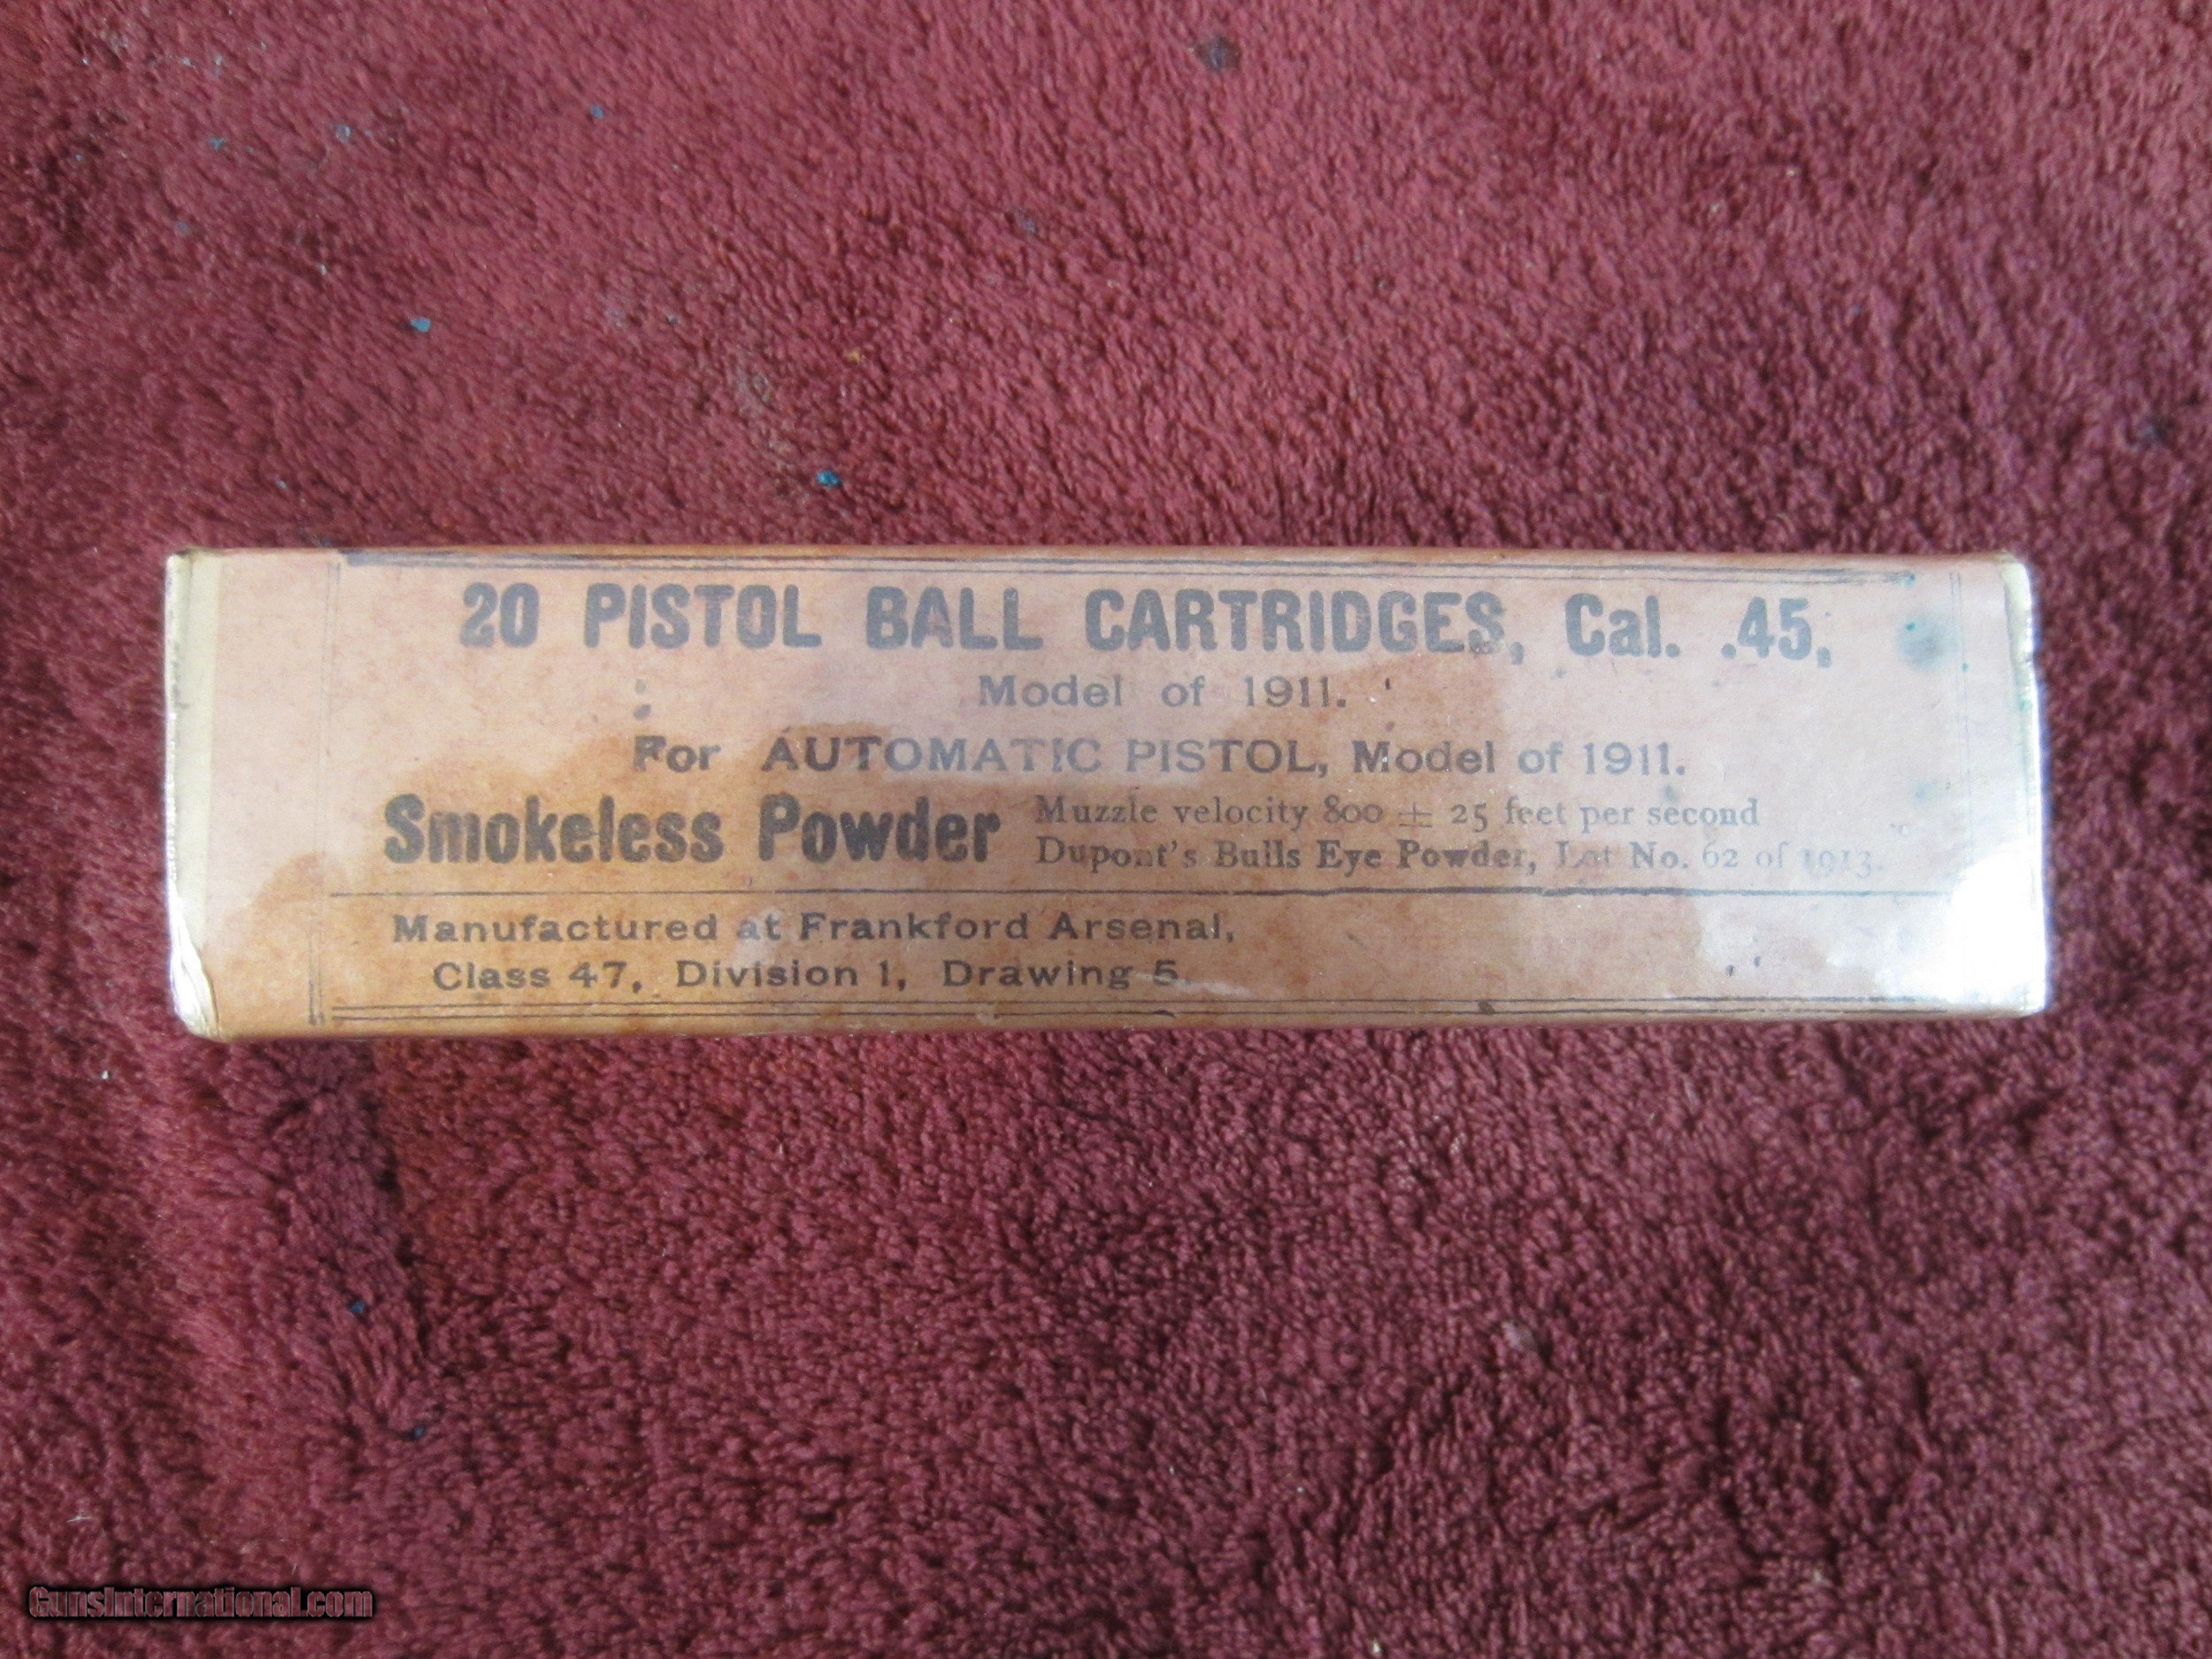 20 PISTOL BALL CARTRIDGES, Cal. .45,
Model of 1911.
For AUTOMATIC PISTOL, Model of 1911.
Smokeless Powder
Muzzle velocity 800 ± 25 feet per second
Dupont's Bulls Eye Powder, Lot No. 62 of 1913.
Manufactured at Frankford Arsenal,
Class 47, Division 1, Drawing 5.
GunsInternational.com